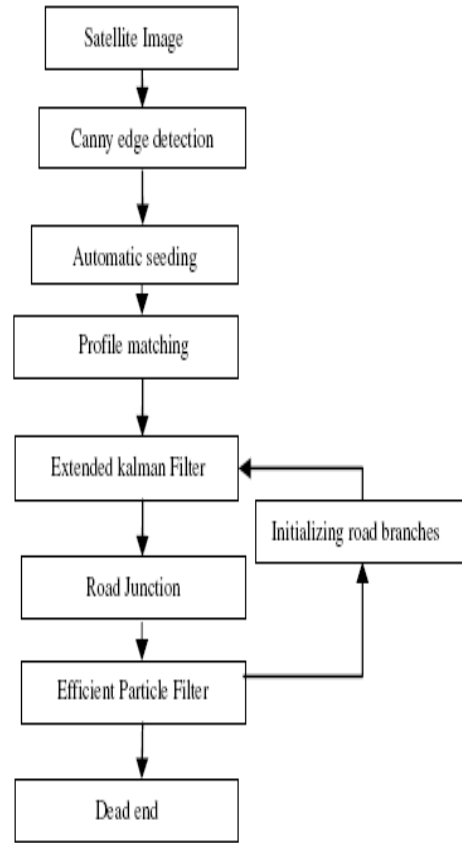 Satellite Image
Canny edge detection
Automatic seeding
Profile matching
Extended kalman Filter
Initializing road branches
Road Junction
Efficient Particle Filter
Dead end